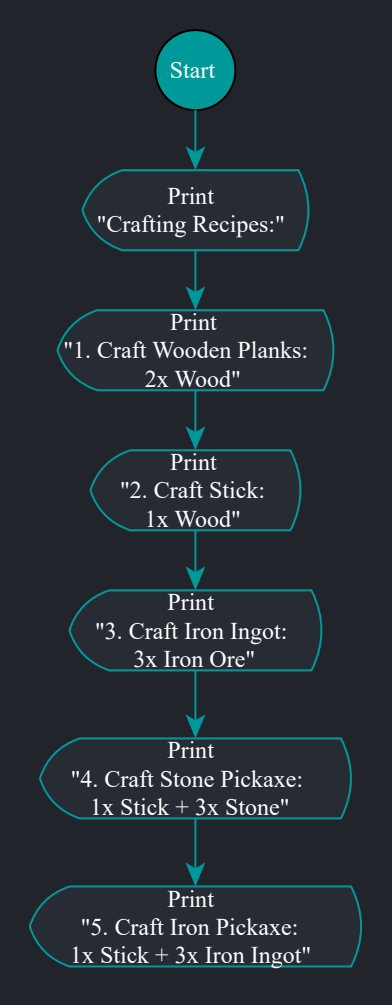 Start
Print
"Crafting Recipes:"
Print
"1. Craft Wooden Planks:
2x Wood"
Print
"2. Craft Stick:
1x Wood"
Print
"3. Craft Iron Ingot:
3x Iron Ore"
Print
"4. Craft Stone Pickaxe:
1x Stick + 3x Stone"
Print
"5. Craft Iron Pickaxe:
1x Stick + 3x Iron Ingot"